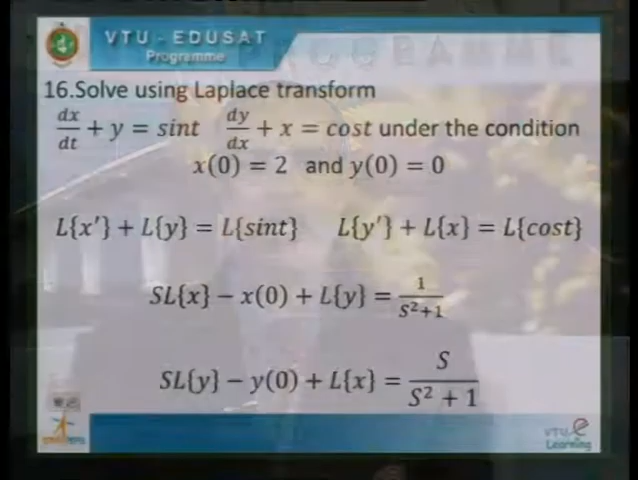 VTU - EDUSAT
Programme
16.Solve using Laplace transform
dx/dt + y = sint dy/dx + x = cost under the condition
x(0) = 2 and y(0) = 0
L{x′} + L{y} = L{sint} L{y′} + L{x} = L{cost}
SL{x} − x(0) + L{y} = 1/(S²+1)
SL{y} − y(0) + L{x} = S/(S² + 1)
VTU e
Learning